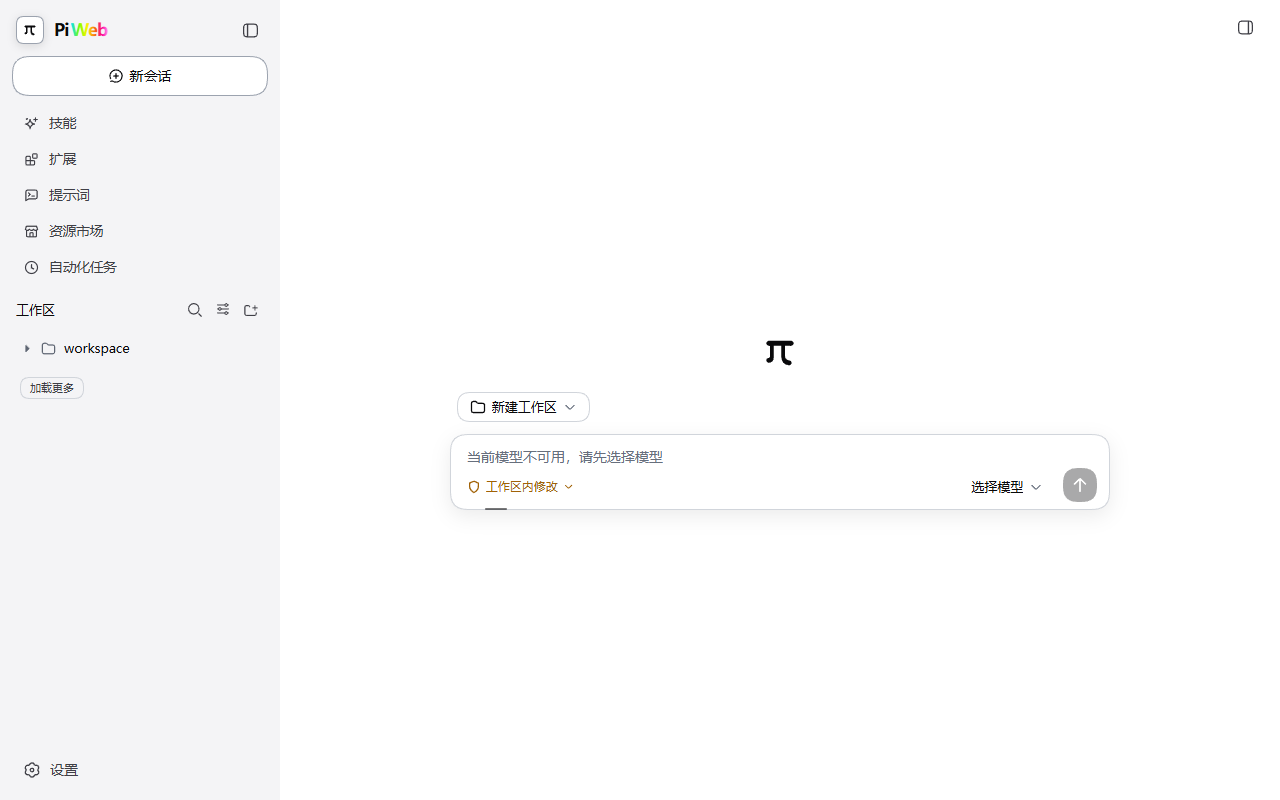 π PiWeb
新会话
技能
扩展
提示词
资源市场
自动化任务
工作区
workspace
加载更多
设置
π
新建工作区
当前模型不可用，请先选择模型
工作区内修改
选择模型